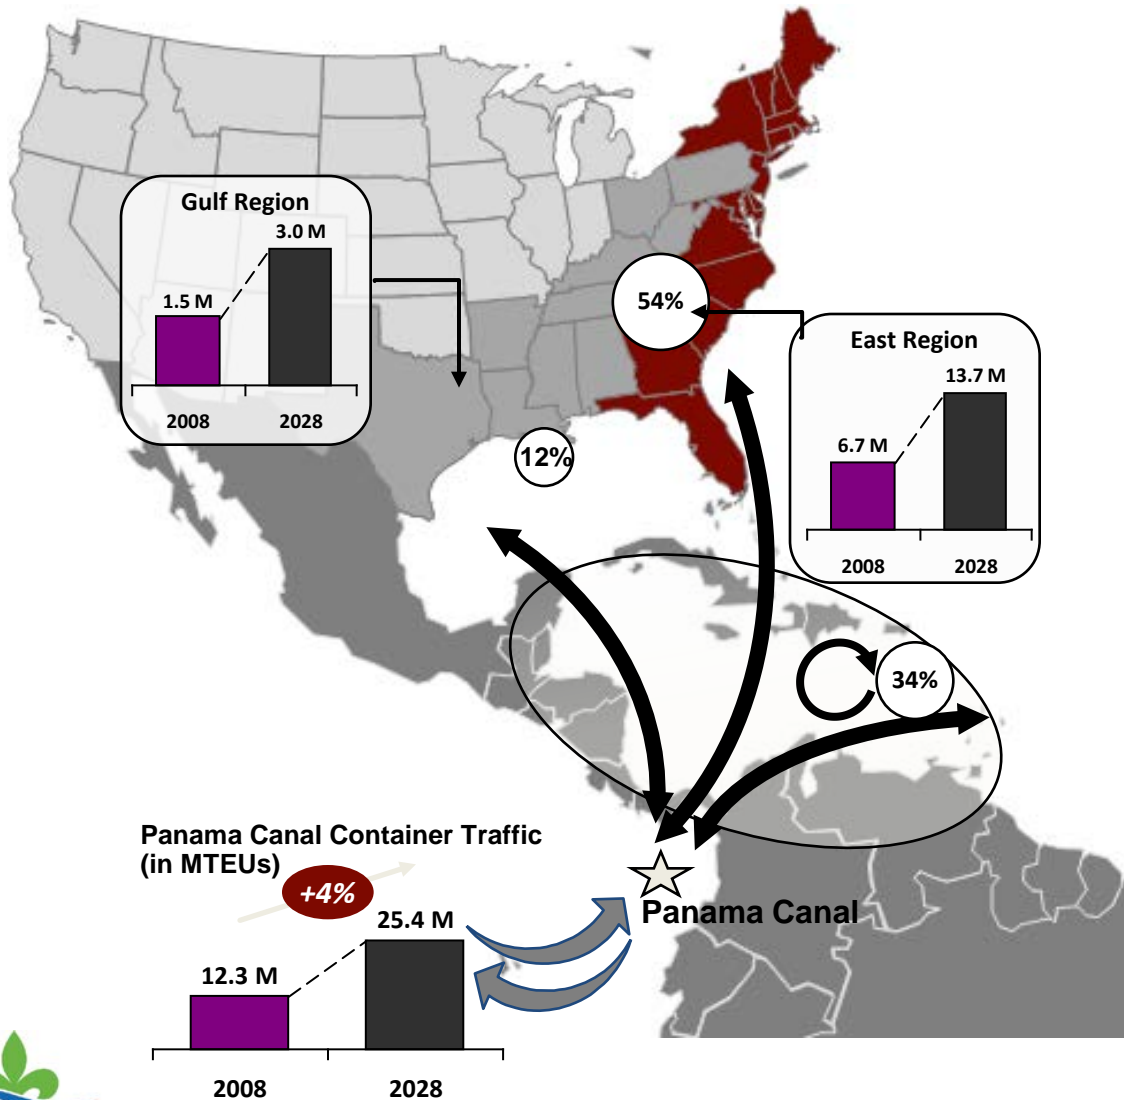 Gulf Region
3.0 M
1.5 M
2008
2028
54%
East Region
13.7 M
6.7 M
2008
2028
12%
34%
Panama Canal Container Traffic
(in MTEUs)
+4%
25.4 M
12.3 M
2008
2028
Panama Canal